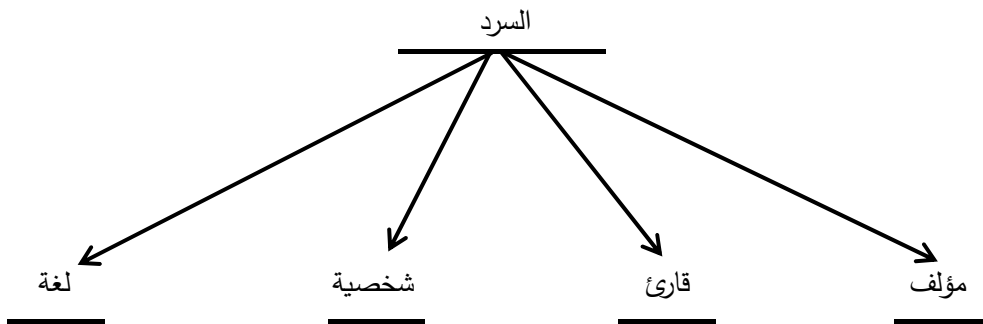 السرد
مؤلف
قارئ
شخصية
لغة